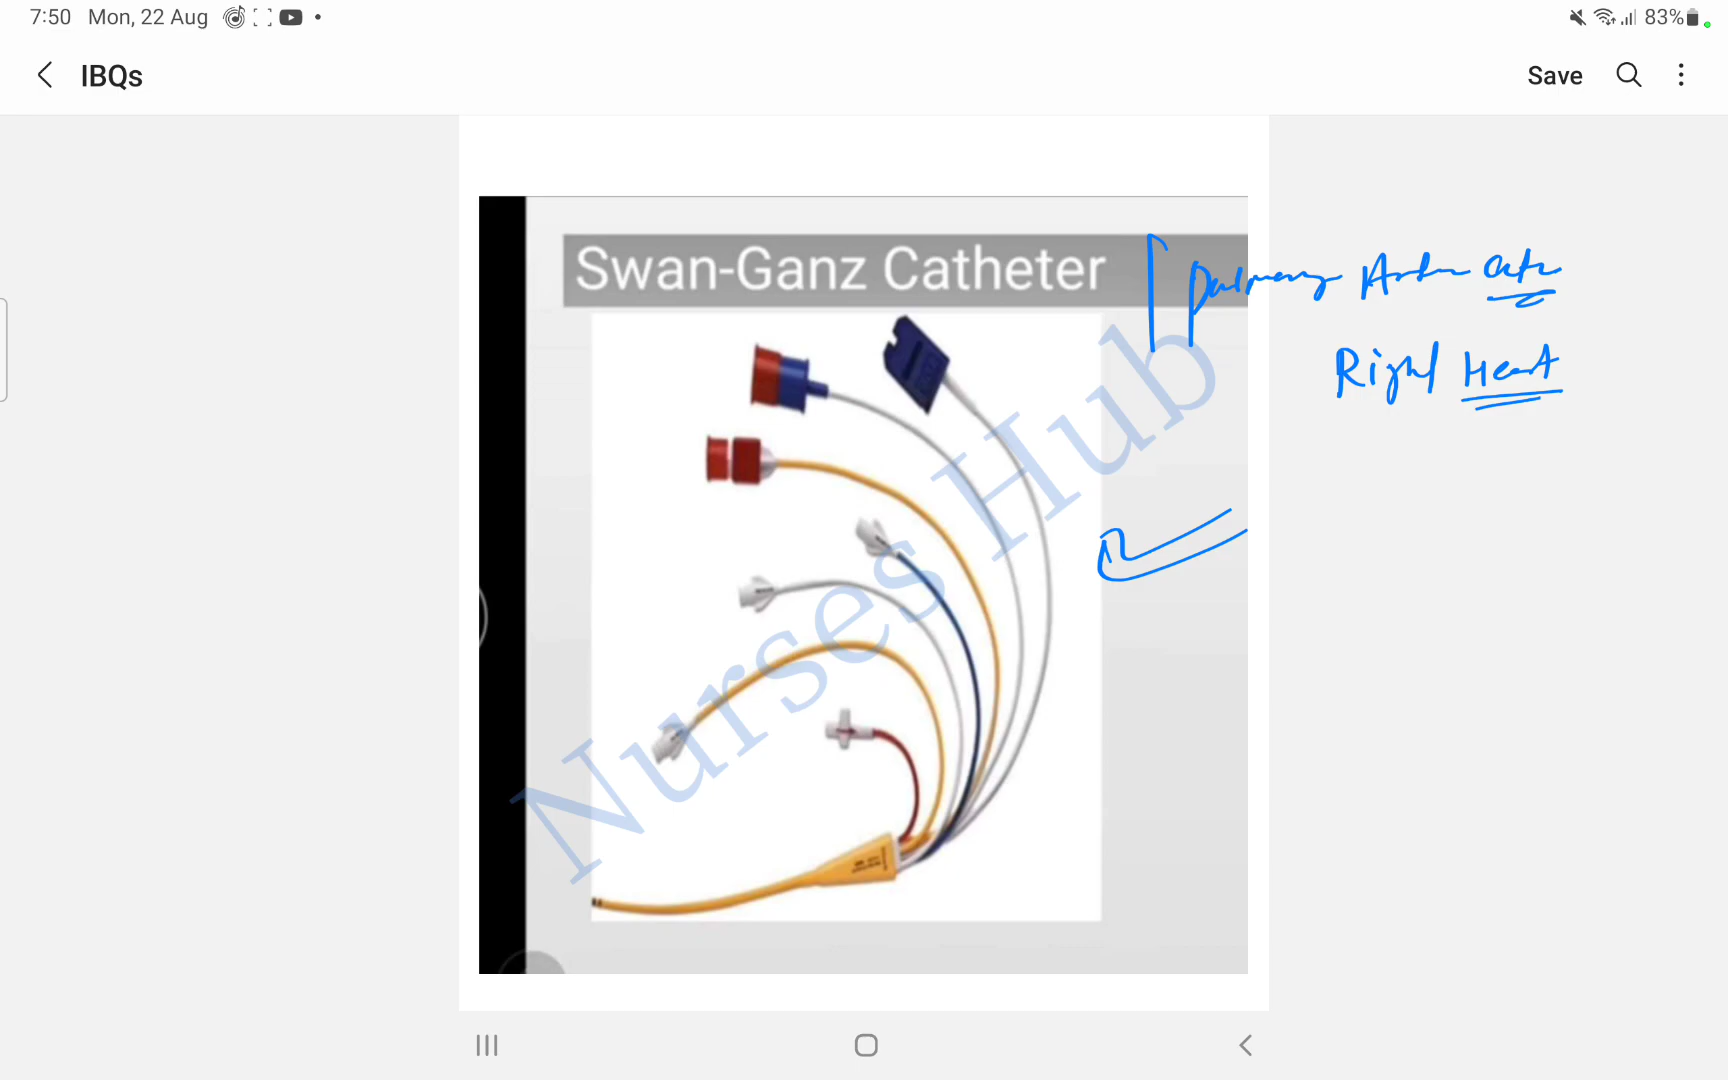 7:50 Mon, 22 Aug 83%
IBQs Save
Swan-Ganz Catheter
Right Heart
Nurses Hub